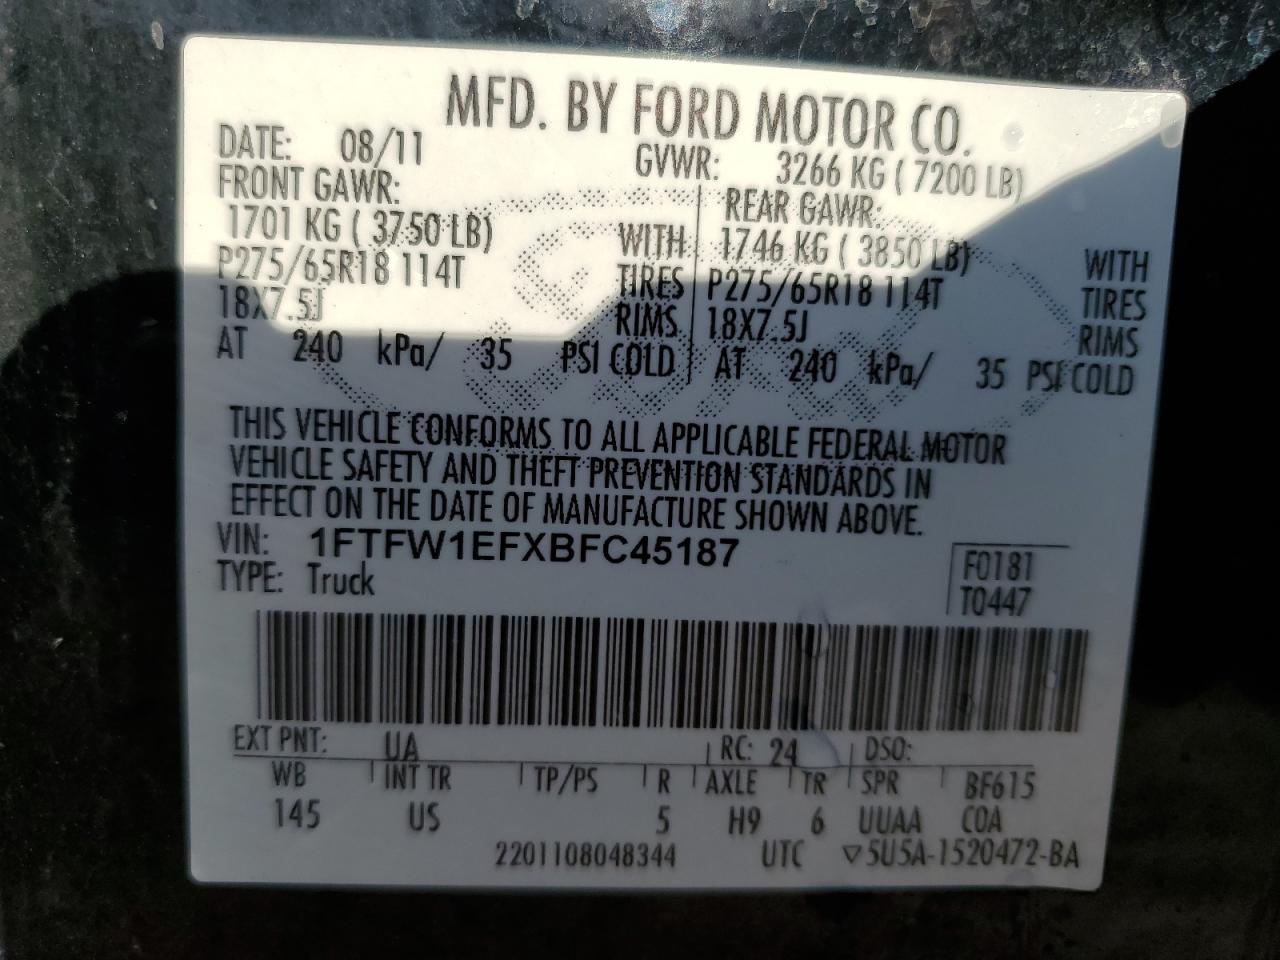 MFD. BY FORD MOTOR CO.
DATE: 08/11 GVWR: 3266 KG ( 7200 LB)
FRONT GAWR: REAR GAWR:
1701 KG ( 3750 LB) WITH 1746 KG ( 3850 LB) WITH
P275/65R18 114T TIRES P275/65R18 114T TIRES
18X7.5J RIMS 18X7.5J RIMS
AT 240 kPa/ 35 PSI COLD AT 240 kPa/ 35 PSI COLD
THIS VEHICLE CONFORMS TO ALL APPLICABLE FEDERAL MOTOR
VEHICLE SAFETY AND THEFT PREVENTION STANDARDS IN
EFFECT ON THE DATE OF MANUFACTURE SHOWN ABOVE.
VIN: 1FTFW1EFXBFC45187
TYPE: Truck
F0181
T0447
EXT PNT: UA RC: 24 DSO:
WB INT TR TP/PS R AXLE TR SPR BF615
145 US 5 H9 6 UUAA COA
2201108048344 UTC ▽5U5A-1520472-BA